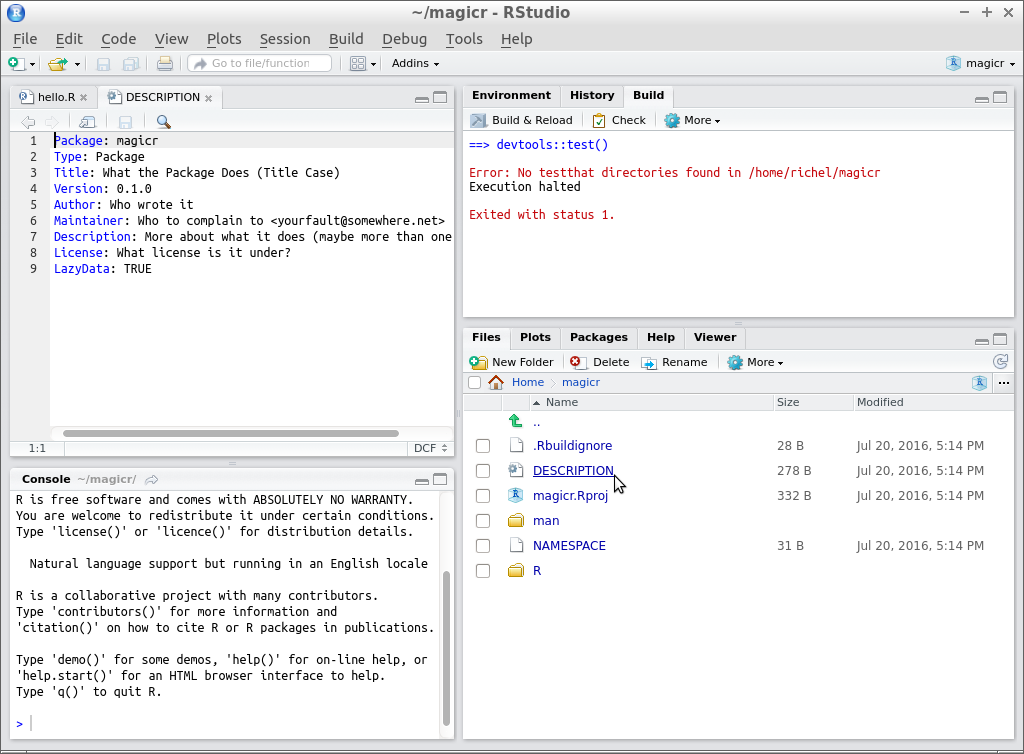 ~/magicr - RStudio
File Edit Code View Plots Session Build Debug Tools Help
Go to file/function Addins magicr
hello.R DESCRIPTION
1 Package: magicr
2 Type: Package
3 Title: What the Package Does (Title Case)
4 Version: 0.1.0
5 Author: Who wrote it
6 Maintainer: Who to complain to <yourfault@somewhere.net>
7 Description: More about what it does (maybe more than one
8 License: What license is it under?
9 LazyData: TRUE
1:1 DCF
Console ~/magicr/
R is free software and comes with ABSOLUTELY NO WARRANTY.
You are welcome to redistribute it under certain conditions.
Type 'license()' or 'licence()' for distribution details.
Natural language support but running in an English locale
R is a collaborative project with many contributors.
Type 'contributors()' for more information and
'citation()' on how to cite R or R packages in publications.
Type 'demo()' for some demos, 'help()' for on-line help, or
'help.start()' for an HTML browser interface to help.
Type 'q()' to quit R.
>
Environment History Build
Build & Reload Check More
==> devtools::test()
Error: No testthat directories found in /home/richel/magicr
Execution halted
Exited with status 1.
Files Plots Packages Help Viewer
New Folder Delete Rename More
Home magicr ...
Name Size Modified
..
.Rbuildignore 28 B Jul 20, 2016, 5:14 PM
DESCRIPTION 278 B Jul 20, 2016, 5:14 PM
magicr.Rproj 332 B Jul 20, 2016, 5:14 PM
man
NAMESPACE 31 B Jul 20, 2016, 5:14 PM
R